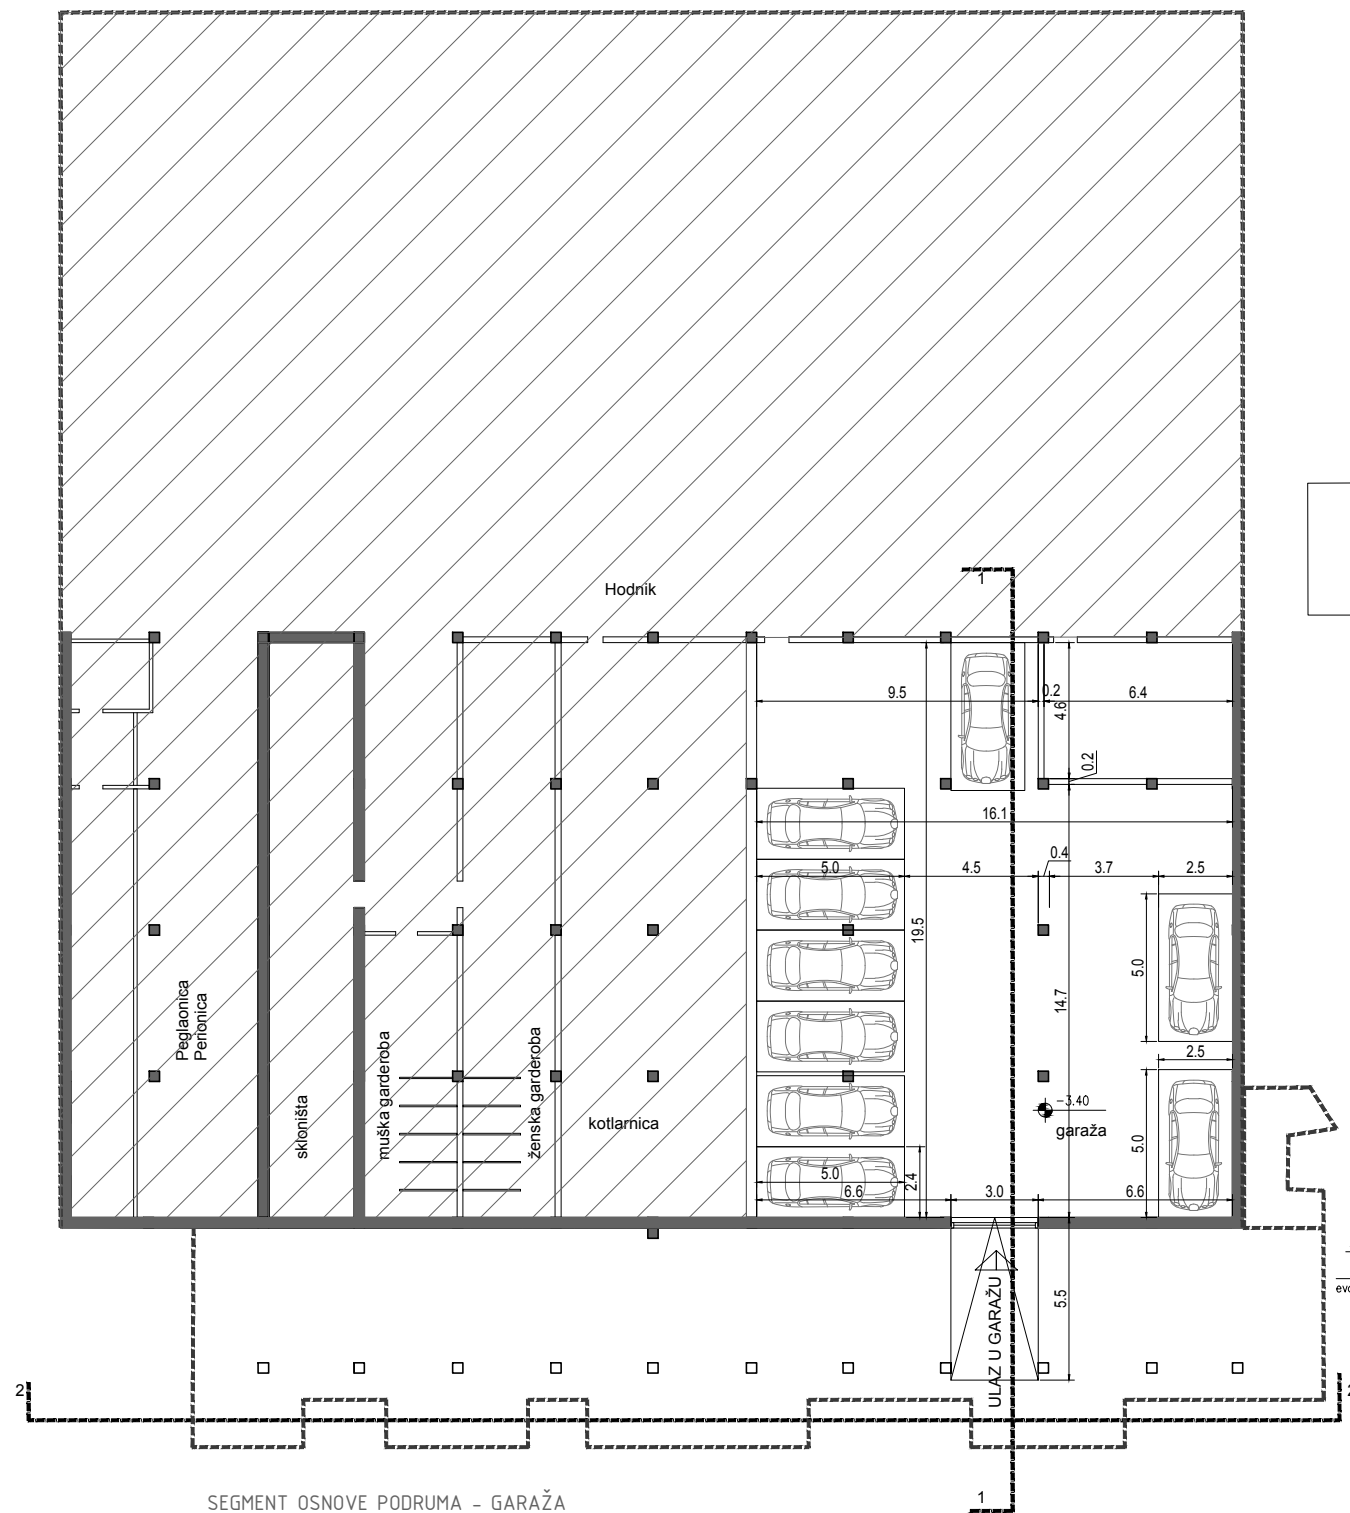 Hodnik
1
9.5
0.2
4.6
6.4
0.2
16.1
0.4
5.0
4.5
3.7
2.5
19.5
5.0
14.7
Peglaonica
Perionica
skloništa
muška garderoba
ženska garderoba
kotlarnica
2.5
-3.40
garaža
5.0
5.0
2.4
6.6
3.0
6.6
5.5
ULAZ U GARAŽU
2
2
1
SEGMENT OSNOVE PODRUMA - GARAŽA